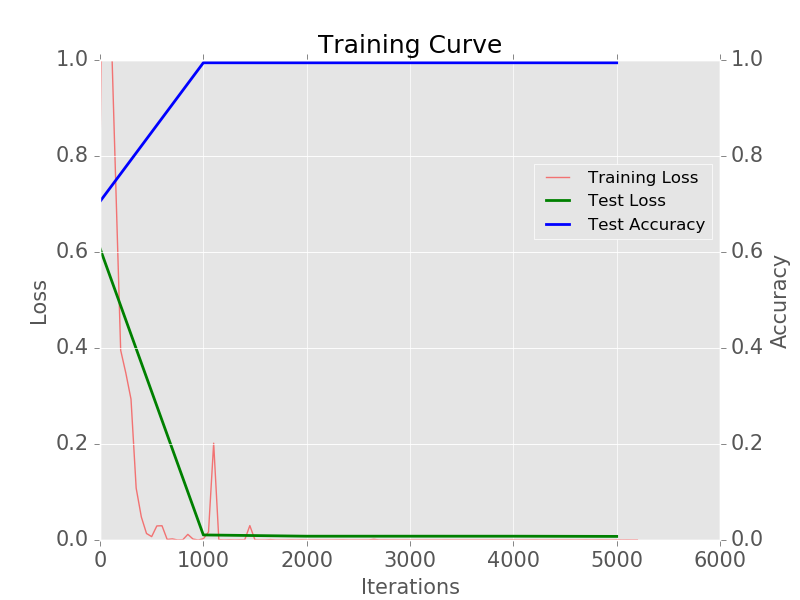 Training Curve
1.0
0.8
0.6
0.4
0.2
0.0
Loss
Training Loss
Test Loss
Test Accuracy
1.0
0.8
0.6
0.4
0.2
0.0
Accuracy
0 1000 2000 3000 4000 5000 6000
Iterations